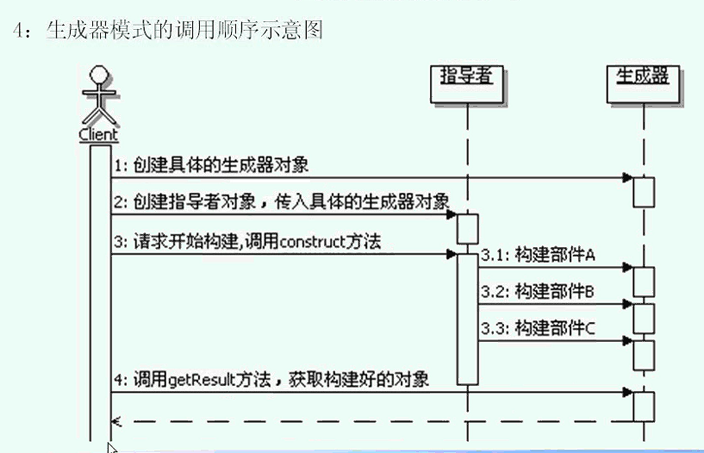 4：生成器模式的调用顺序示意图
指导者
生成器
Client
1: 创建具体的生成器对象
2: 创建指导者对象，传入具体的生成器对象
3: 请求开始构建,调用construct方法
3.1: 构建部件A
3.2: 构建部件B
3.3: 构建部件C
4: 调用getResult方法，获取构建好的对象